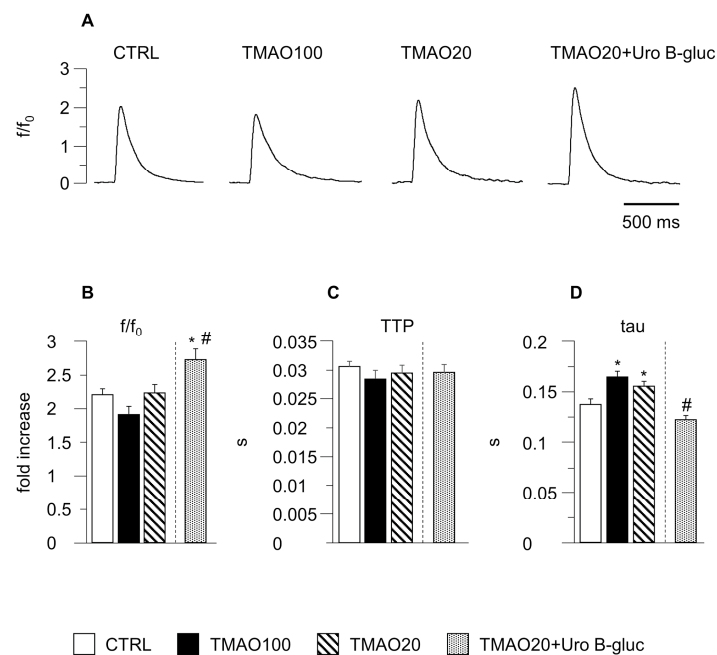 A
CTRL TMAO100 TMAO20 TMAO20+Uro B-gluc
3
2
1
0
f/f0
500 ms
B
f/f0
3
2.5
2
1.5
1
0.5
0
fold increase
* #
C
TTP
0.035
0.03
0.025
0.02
0.015
0.01
0.005
0
s
D
tau
0.2
0.15
0.1
0.05
0
s
* * #
CTRL TMAO100 TMAO20 TMAO20+Uro B-gluc